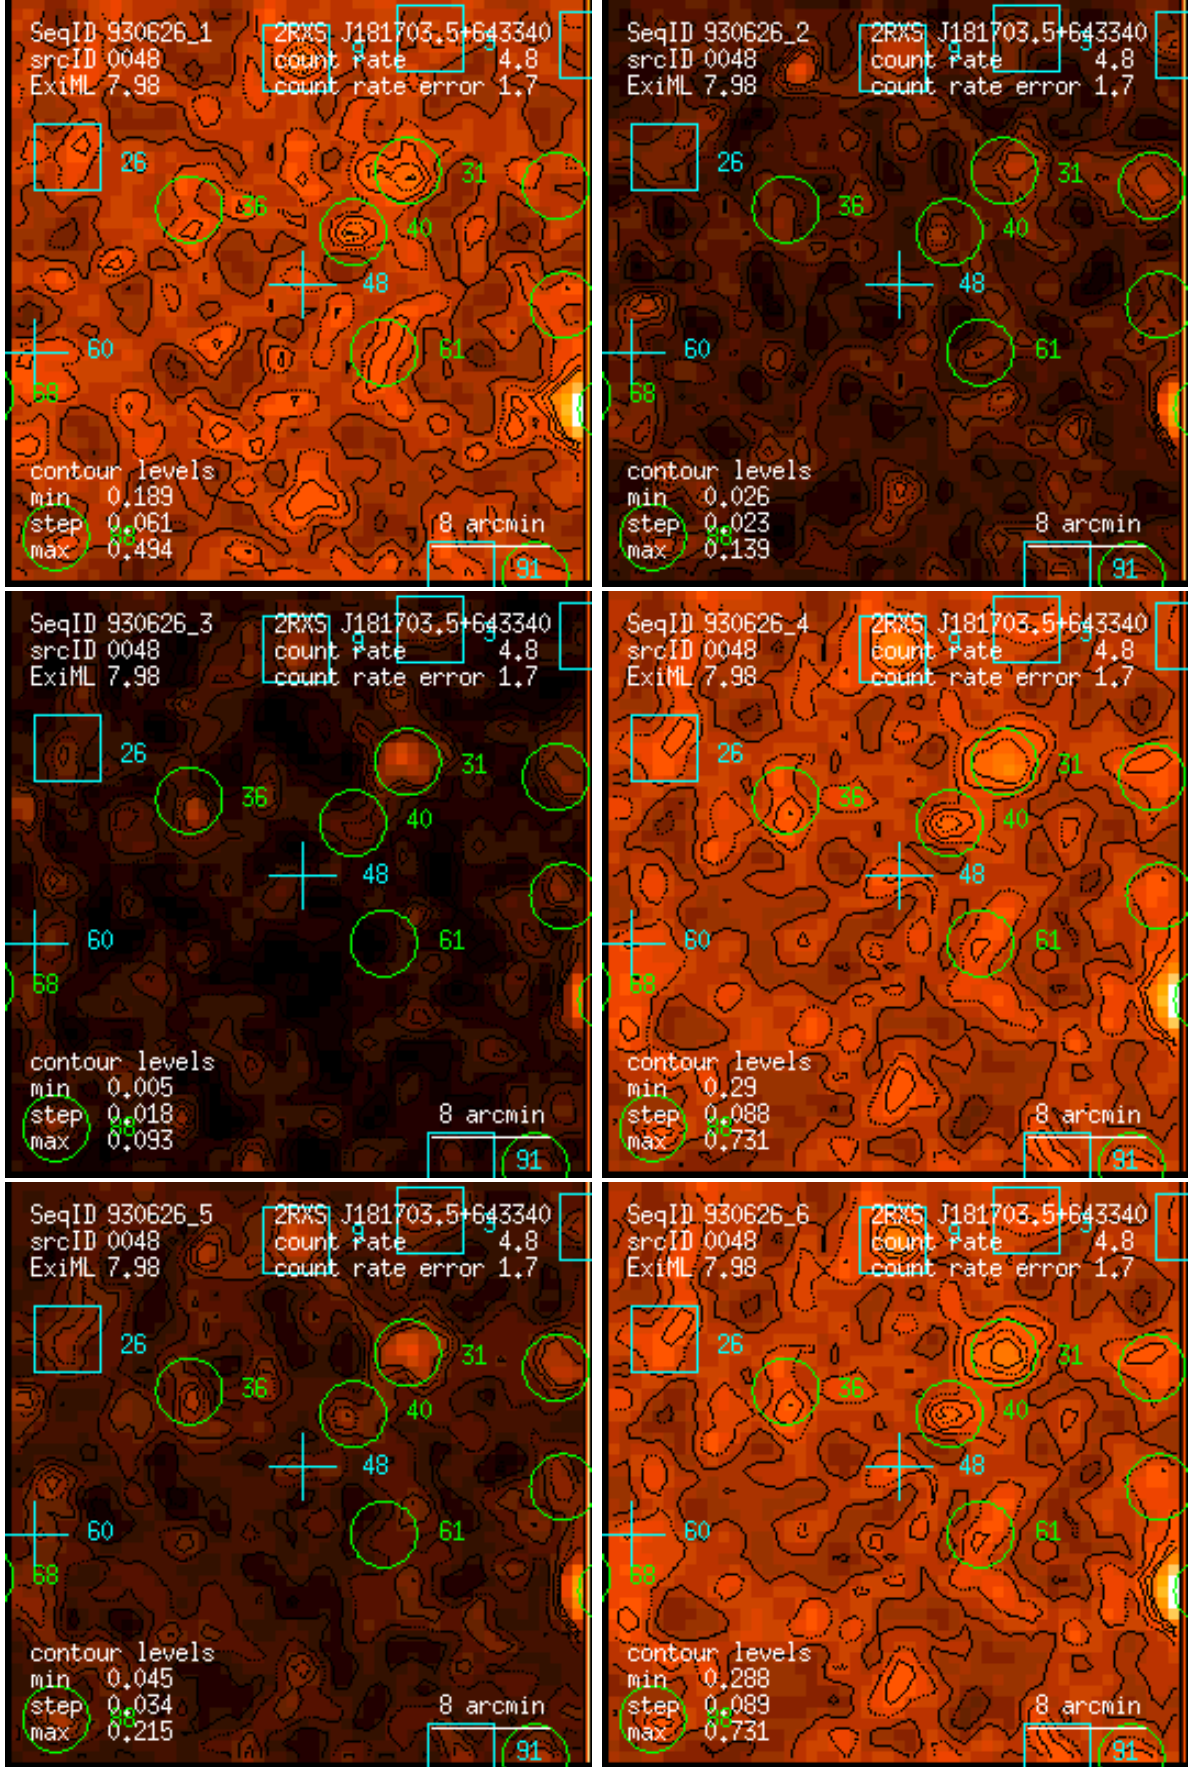 SeqID 930626_1 2RXS J181703.5+643340
srcID 0048 count rate 4.8
ExiML 7.98 count rate error 1.7
9
26
31
36
40
48
60
61
68
contour levels
min 0.189
step 0.061
max 0.494
88
8 arcmin
91
SeqID 930626_2 2RXS J181703.5+643340
srcID 0048 count rate 4.8
ExiML 7.98 count rate error 1.7
9
26
31
36
40
48
60
61
68
contour levels
min 0.026
step 0.023
max 0.139
88
8 arcmin
91
SeqID 930626_3 2RXS J181703.5+643340
srcID 0048 count rate 4.8
ExiML 7.98 count rate error 1.7
9
26
31
36
40
48
60
61
68
contour levels
min 0.005
step 0.018
max 0.093
88
8 arcmin
91
SeqID 930626_4 2RXS J181703.5+643340
srcID 0048 count rate 4.8
ExiML 7.98 count rate error 1.7
9
26
31
36
40
48
60
61
68
contour levels
min 0.29
step 0.088
max 0.731
88
8 arcmin
91
SeqID 930626_5 2RXS J181703.5+643340
srcID 0048 count rate 4.8
ExiML 7.98 count rate error 1.7
9
26
31
36
40
48
60
61
68
contour levels
min 0.045
step 0.034
max 0.215
88
8 arcmin
91
SeqID 930626_6 2RXS J181703.5+643340
srcID 0048 count rate 4.8
ExiML 7.98 count rate error 1.7
9
26
31
36
40
48
60
61
68
contour levels
min 0.288
step 0.089
max 0.731
88
8 arcmin
91